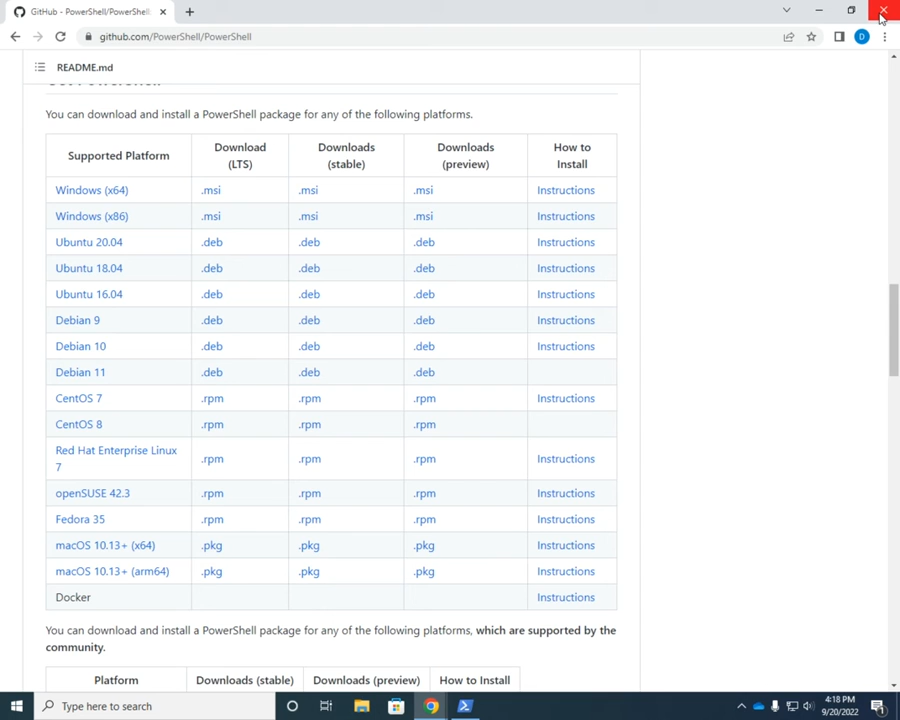 GitHub - PowerShell/PowerShell:
github.com/PowerShell/PowerShell
D
README.md
Get PowerShell
You can download and install a PowerShell package for any of the following platforms.
Supported Platform Download (LTS) Downloads (stable) Downloads (preview) How to Install
Windows (x64) .msi .msi .msi Instructions
Windows (x86) .msi .msi .msi Instructions
Ubuntu 20.04 .deb .deb .deb Instructions
Ubuntu 18.04 .deb .deb .deb Instructions
Ubuntu 16.04 .deb .deb .deb Instructions
Debian 9 .deb .deb .deb Instructions
Debian 10 .deb .deb .deb Instructions
Debian 11 .deb .deb .deb
CentOS 7 .rpm .rpm .rpm Instructions
CentOS 8 .rpm .rpm .rpm
Red Hat Enterprise Linux 7 .rpm .rpm .rpm Instructions
openSUSE 42.3 .rpm .rpm .rpm Instructions
Fedora 35 .rpm .rpm .rpm Instructions
macOS 10.13+ (x64) .pkg .pkg .pkg Instructions
macOS 10.13+ (arm64) .pkg .pkg .pkg Instructions
Docker Instructions
You can download and install a PowerShell package for any of the following platforms, which are supported by the
community.
Platform Downloads (stable) Downloads (preview) How to Install
Type here to search
4:18 PM
9/20/2022
1